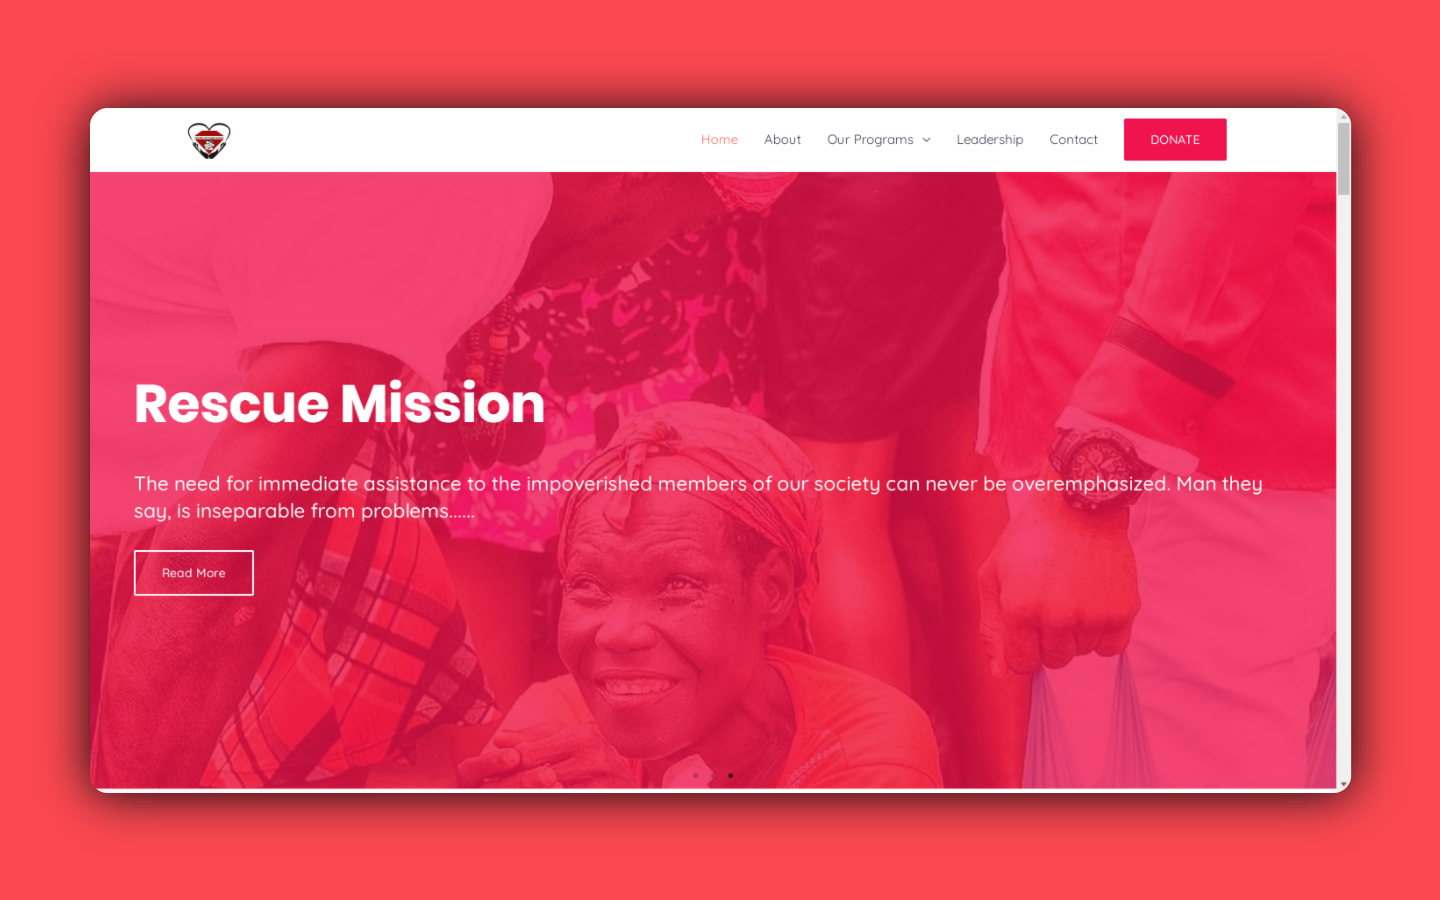 Home About Our Programs Leadership Contact DONATE
Rescue Mission
The need for immediate assistance to the impoverished members of our society can never be overemphasized. Man they
say, is inseparable from problems......
Read More